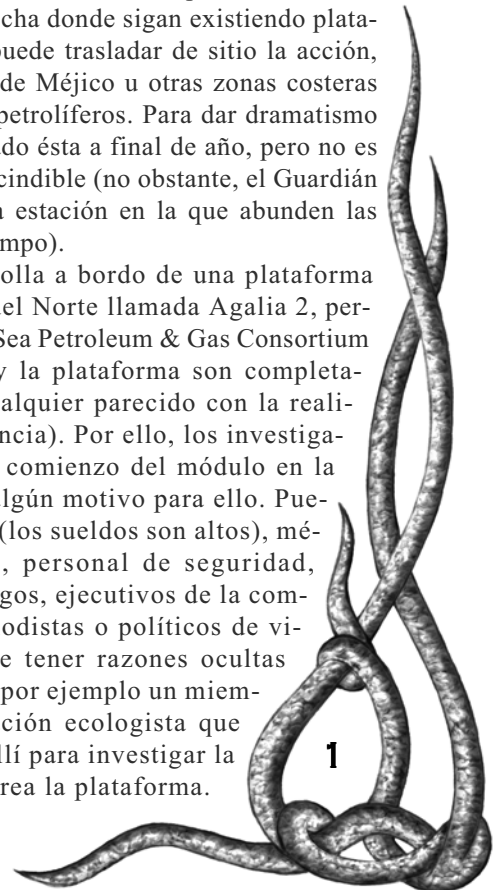 cha donde sigan existiendo plata-
puede trasladar de sitio la acción,
de Méjico u otras zonas costeras
petrolíferos. Para dar dramatismo
do ésta a final de año, pero no es
cindible (no obstante, el Guardián
a estación en la que abunden las
mpo).
olla a bordo de una plataforma
del Norte llamada Agalia 2, per-
Sea Petroleum & Gas Consortium
y la plataforma son completa-
alquier parecido con la reali-
ncia). Por ello, los investiga-
comienzo del módulo en la
algún motivo para ello. Pue-
(los sueldos son altos), mé-
, personal de seguridad,
gos, ejecutivos de la com-
odistas o políticos de vi-
e tener razones ocultas
por ejemplo un miem-
ción ecologista que
llí para investigar la
rea la plataforma.
1